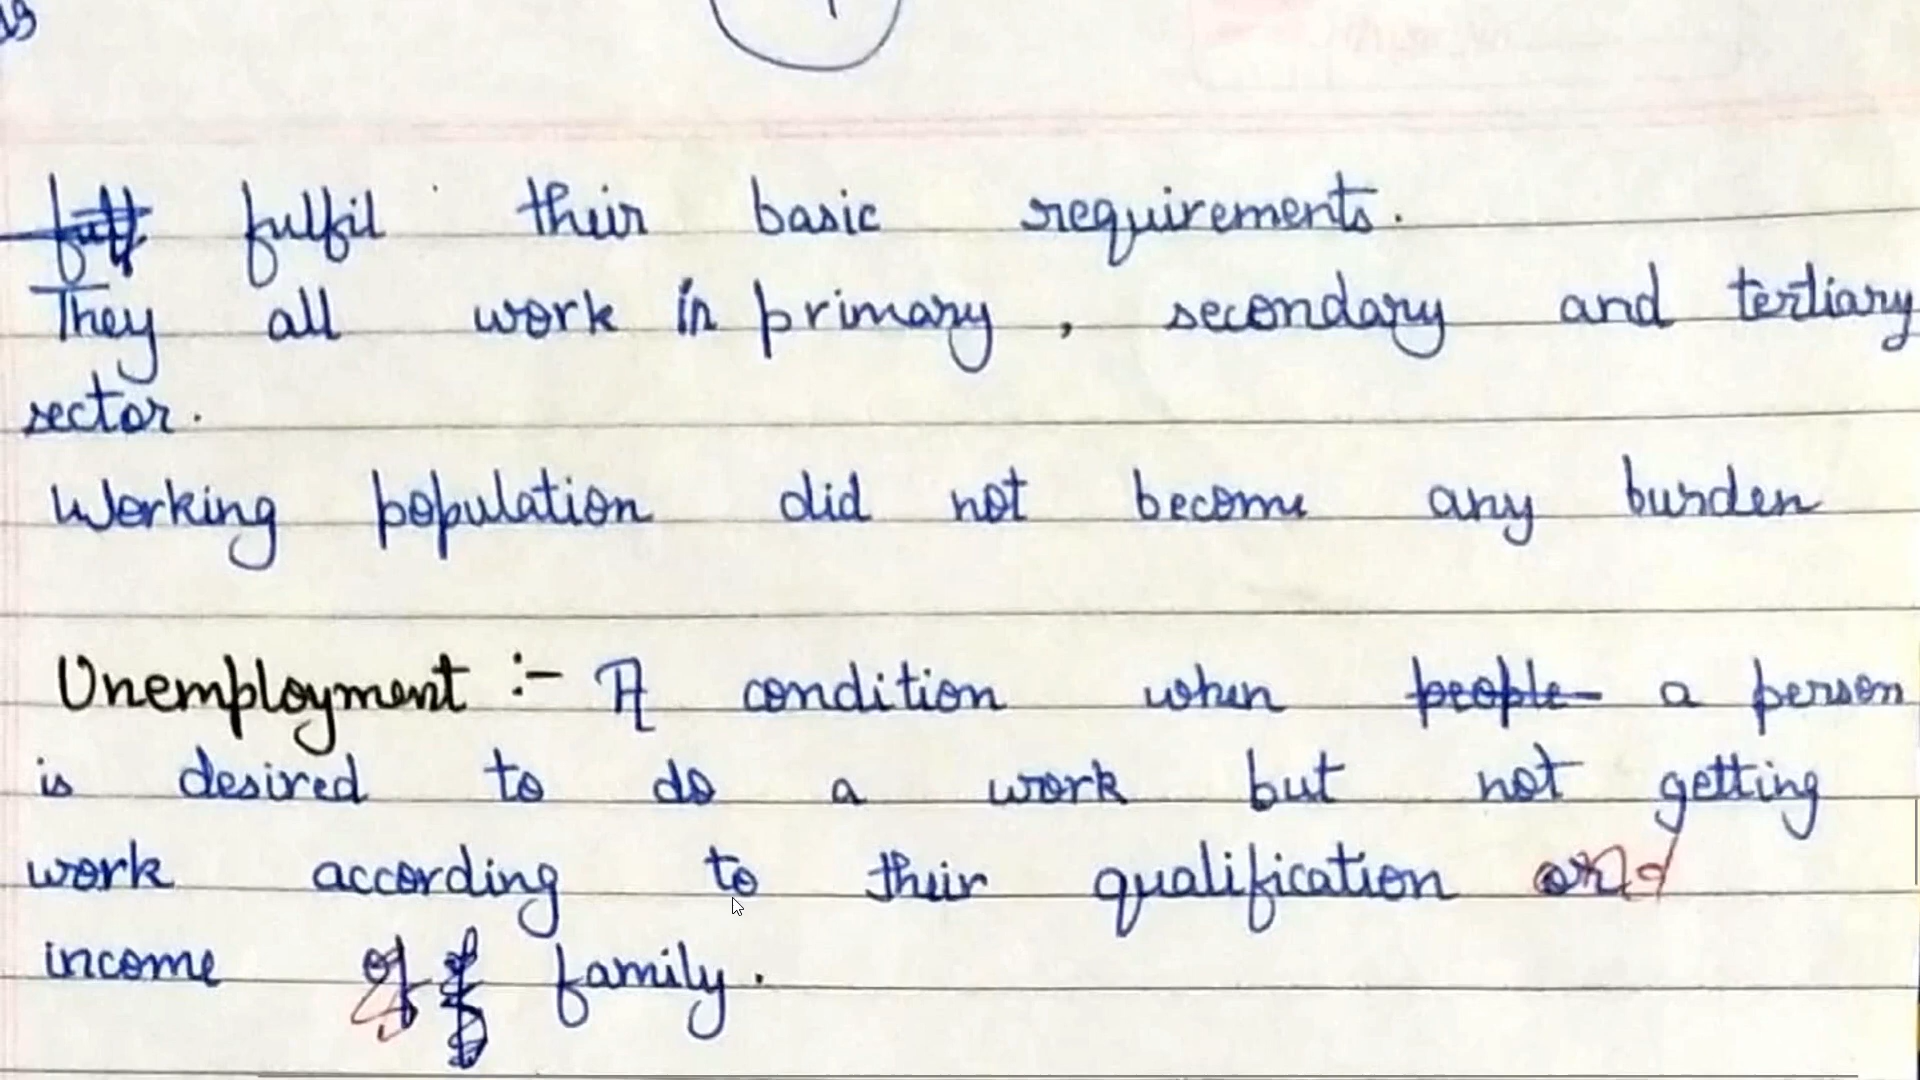 fulfil their basic requirements.
They all work in primary, secondary and tertiary
sector.
Working population did not become any burden
Unemployment :- A condition when people a person
is desired to do a work but not getting
work according to their qualification and
income of family.